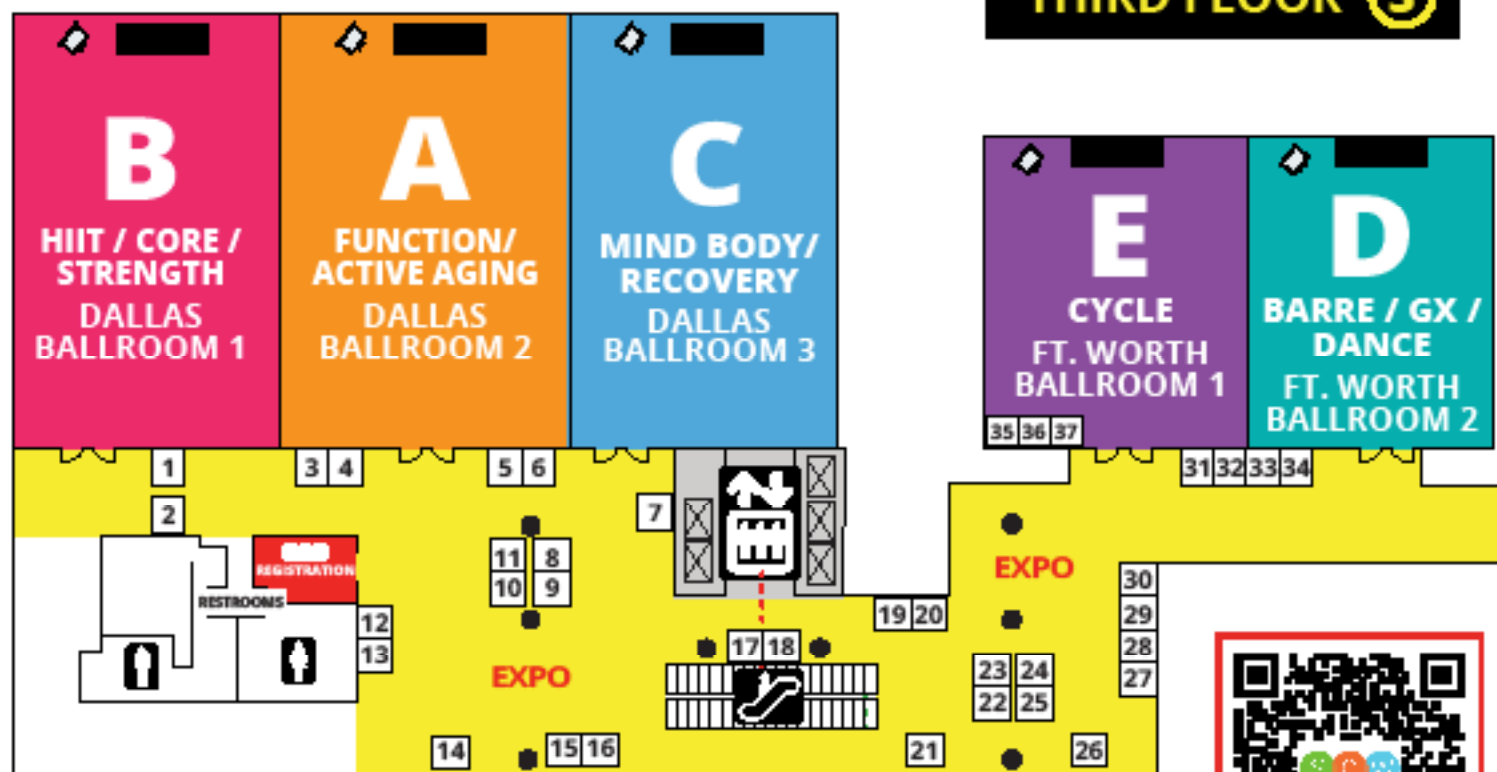 THIRD FLOOR 3
B
HIIT / CORE /
STRENGTH
DALLAS
BALLROOM 1
A
FUNCTION/
ACTIVE AGING
DALLAS
BALLROOM 2
C
MIND BODY/
RECOVERY
DALLAS
BALLROOM 3
E
CYCLE
FT. WORTH
BALLROOM 1
D
BARRE / GX /
DANCE
FT. WORTH
BALLROOM 2
35 36 37
1
3 4
5 6
31 32 33 34
2
7
11 8
10 9
REGISTRATION
RESTROOMS
EXPO
30
29
28
27
12
13
19 20
17 18
EXPO
23 24
22 25
14
15 16
21
26
S C W